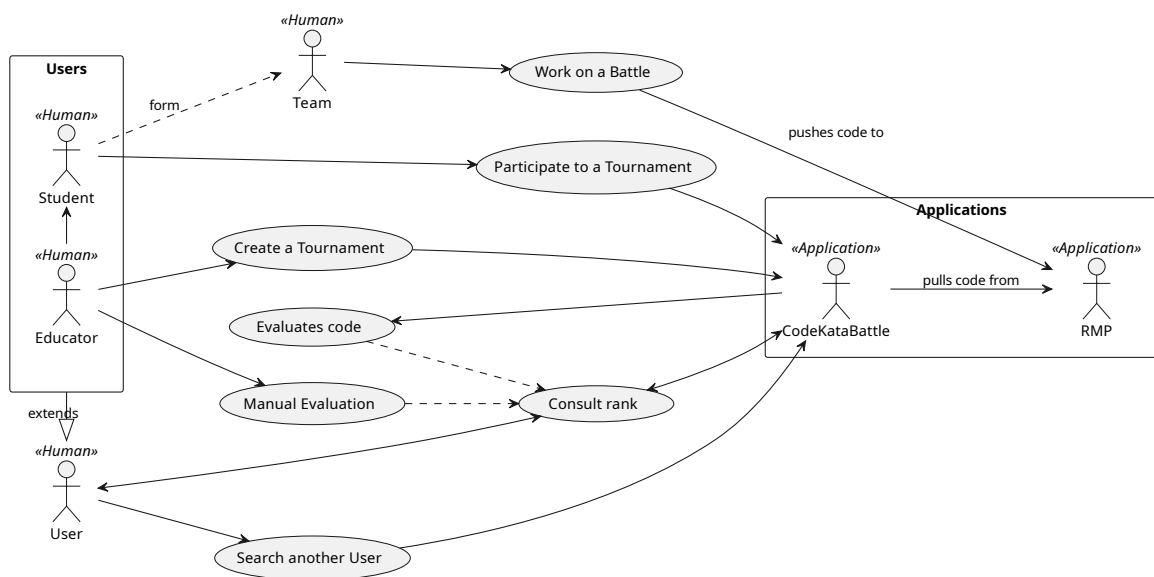 «Human»
Team
Users
Work on a Battle
form
«Human»
Student
pushes code to
Participate to a Tournament
Applications
«Human»
Educator
Create a Tournament
«Application»
CodeKataBattle
pulls code from
«Application»
RMP
Evaluates code
Manual Evaluation
Consult rank
extends
«Human»
User
Search another User